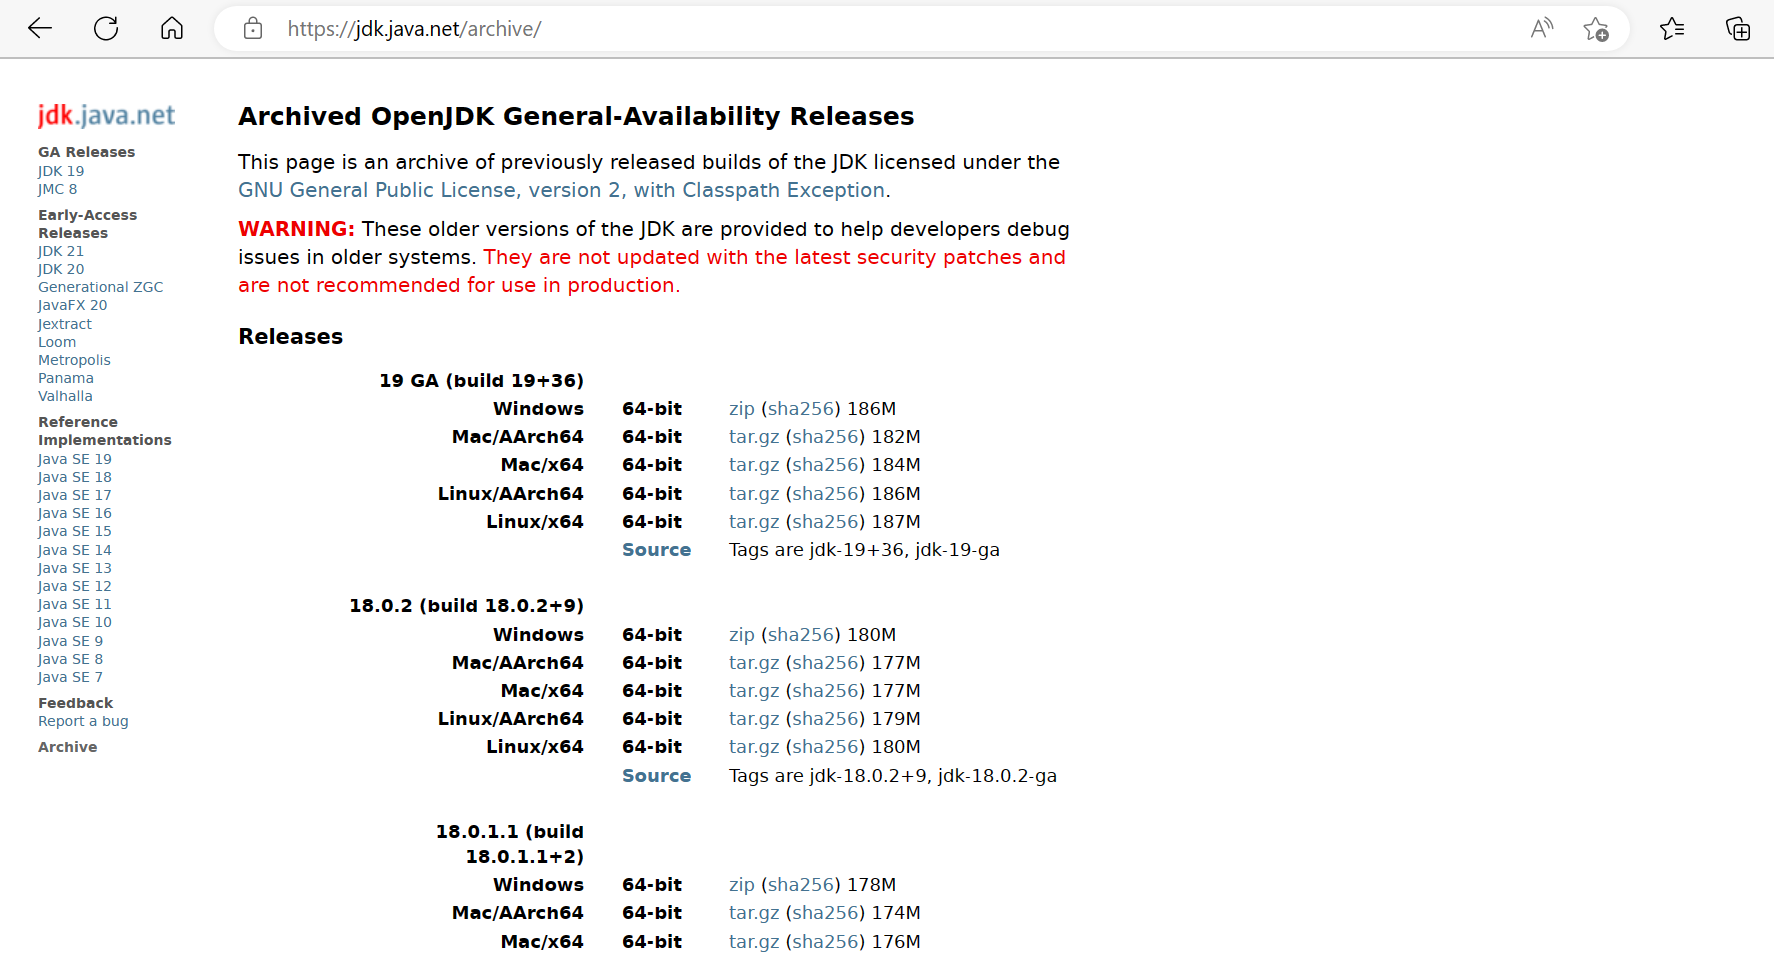 https://jdk.java.net/archive/
jdk.java.net
GA Releases
JDK 19
JMC 8
Early-Access
Releases
JDK 21
JDK 20
Generational ZGC
JavaFX 20
Jextract
Loom
Metropolis
Panama
Valhalla
Reference
Implementations
Java SE 19
Java SE 18
Java SE 17
Java SE 16
Java SE 15
Java SE 14
Java SE 13
Java SE 12
Java SE 11
Java SE 10
Java SE 9
Java SE 8
Java SE 7
Feedback
Report a bug
Archive
Archived OpenJDK General-Availability Releases
This page is an archive of previously released builds of the JDK licensed under the
GNU General Public License, version 2, with Classpath Exception.
WARNING: These older versions of the JDK are provided to help developers debug
issues in older systems. They are not updated with the latest security patches and
are not recommended for use in production.
Releases
19 GA (build 19+36)
Windows 64-bit zip (sha256) 186M
Mac/AArch64 64-bit tar.gz (sha256) 182M
Mac/x64 64-bit tar.gz (sha256) 184M
Linux/AArch64 64-bit tar.gz (sha256) 186M
Linux/x64 64-bit tar.gz (sha256) 187M
Source Tags are jdk-19+36, jdk-19-ga
18.0.2 (build 18.0.2+9)
Windows 64-bit zip (sha256) 180M
Mac/AArch64 64-bit tar.gz (sha256) 177M
Mac/x64 64-bit tar.gz (sha256) 177M
Linux/AArch64 64-bit tar.gz (sha256) 179M
Linux/x64 64-bit tar.gz (sha256) 180M
Source Tags are jdk-18.0.2+9, jdk-18.0.2-ga
18.0.1.1 (build
18.0.1.1+2)
Windows 64-bit zip (sha256) 178M
Mac/AArch64 64-bit tar.gz (sha256) 174M
Mac/x64 64-bit tar.gz (sha256) 176M